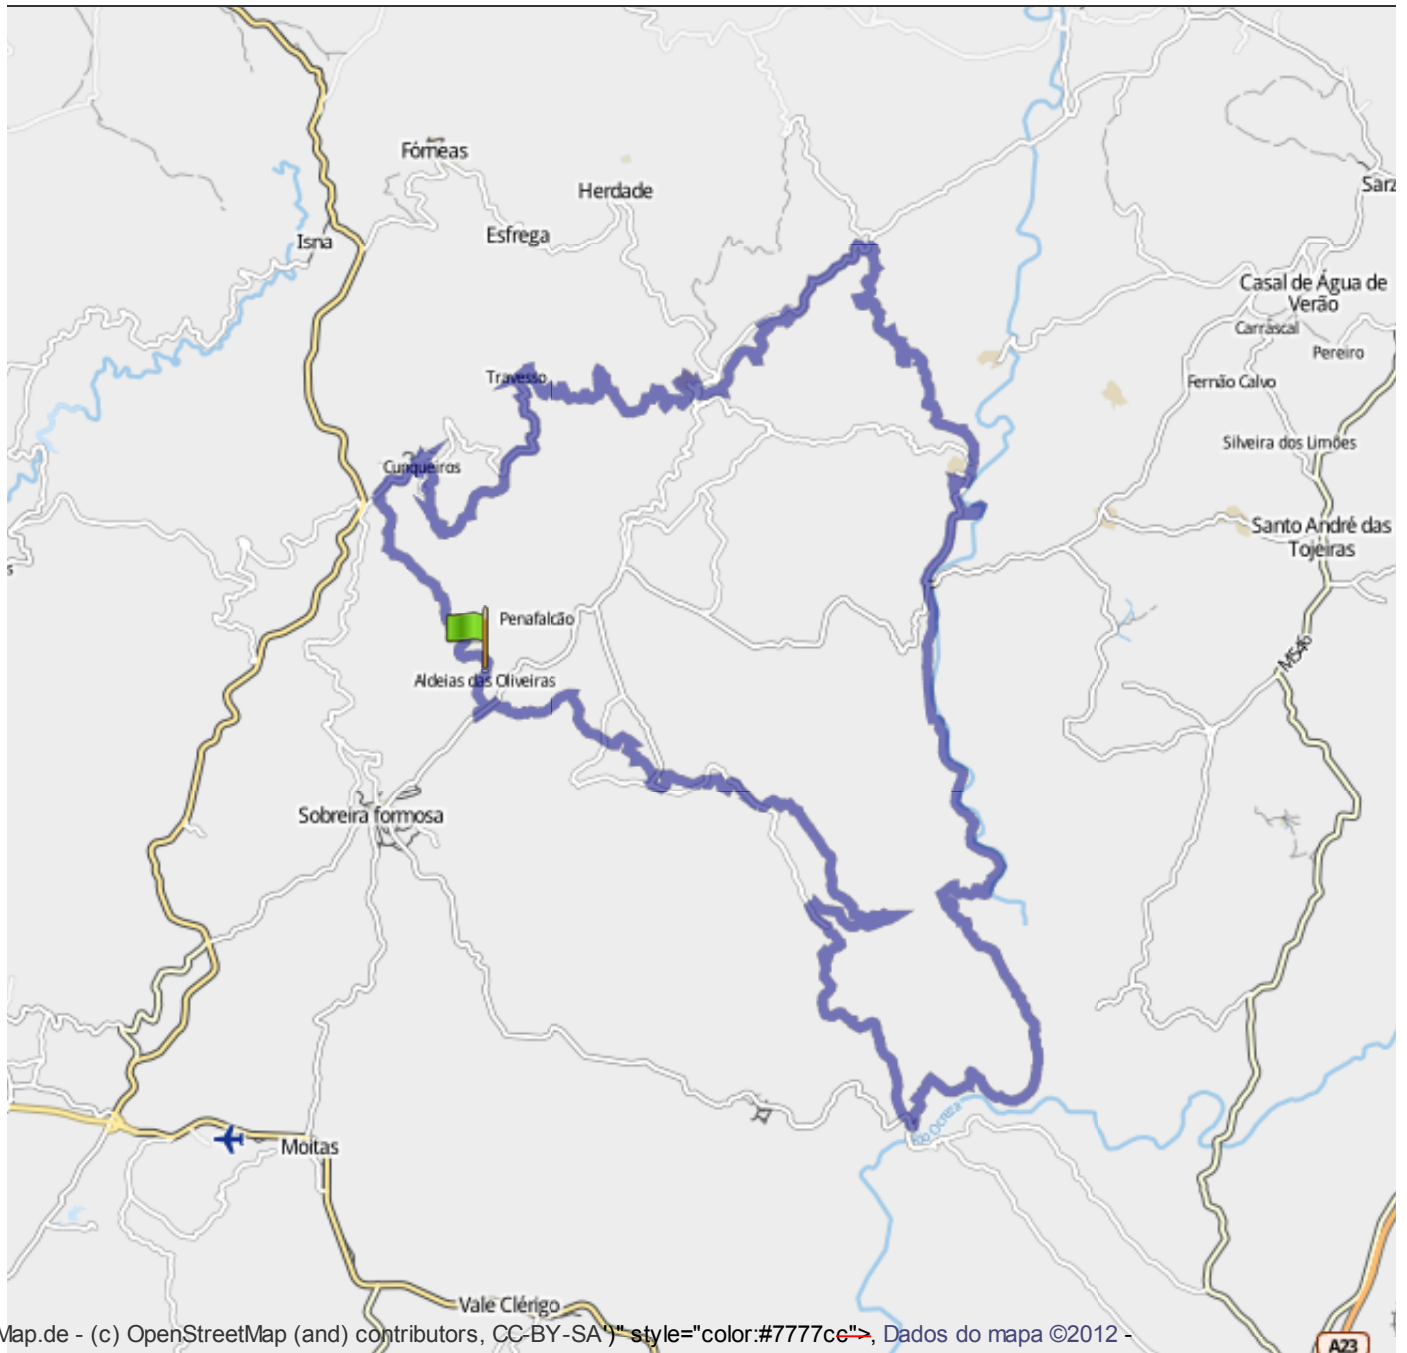 Fórneas
Herdade
Sarz
Esfrega
Isna
Casal de Água de
Verão
Carrascal
Pereiro
Travesso
Fernão Calvo
Silveira dos Limões
Cunqueiros
Santo André das
Tojeiras
s
Penafalcão
M546
Aldeias das Oliveiras
Sobreira formosa
Moitas
Vale Clérigo
Map.de - (c) OpenStreetMap (and) contributors, CC-BY-SA')" style="color:#7777cc">, Dados do mapa ©2012 -
A23